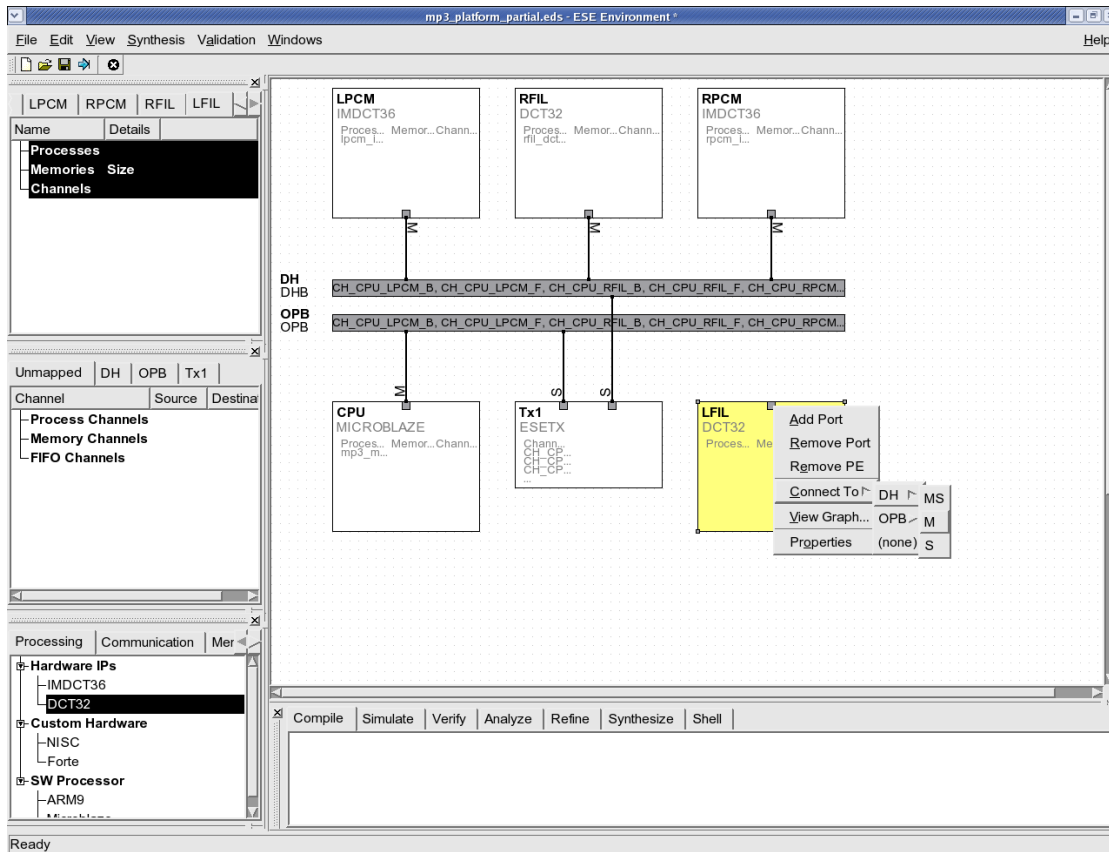 mp3_platform_partial.eds - ESE Environment *
File Edit View Synthesis Validation Windows Help
LPCM RPCM RFIL LFIL
Name Details
Processes
Memories Size
Channels
Unmapped DH OPB Tx1
Channel Source Destina
Process Channels
Memory Channels
FIFO Channels
Processing Communication Mer
Hardware IPs
IMDCT36
DCT32
Custom Hardware
NISC
Forte
SW Processor
ARM9
Microblaze
LPCM
IMDCT36
Proces... Memor...Chann...
lpcm_i...
RFIL
DCT32
Proces... Memor...Chann...
rfil_dct...
RPCM
IMDCT36
Proces... Memor...Chann...
rpcm_i...
M M M
DH
DHB
CH_CPU_LPCM_B, CH_CPU_LPCM_F, CH_CPU_RFIL_B, CH_CPU_RFIL_F, CH_CPU_RPCM...
OPB
OPB
CH_CPU_LPCM_B, CH_CPU_LPCM_F, CH_CPU_RFIL_B, CH_CPU_RFIL_F, CH_CPU_RPCM...
M S S
CPU
MICROBLAZE
Proces... Memor...Chann...
mp3_m...
Tx1
ESETX
Chann...
CH_CP...
CH_CP...
CH_CP...
...
LFIL
DCT32
Proces... Me
Add Port
Remove Port
Remove PE
Connect To
View Graph...
Properties
DH
OPB
(none)
MS
M
S
Compile Simulate Verify Analyze Refine Synthesize Shell
Ready